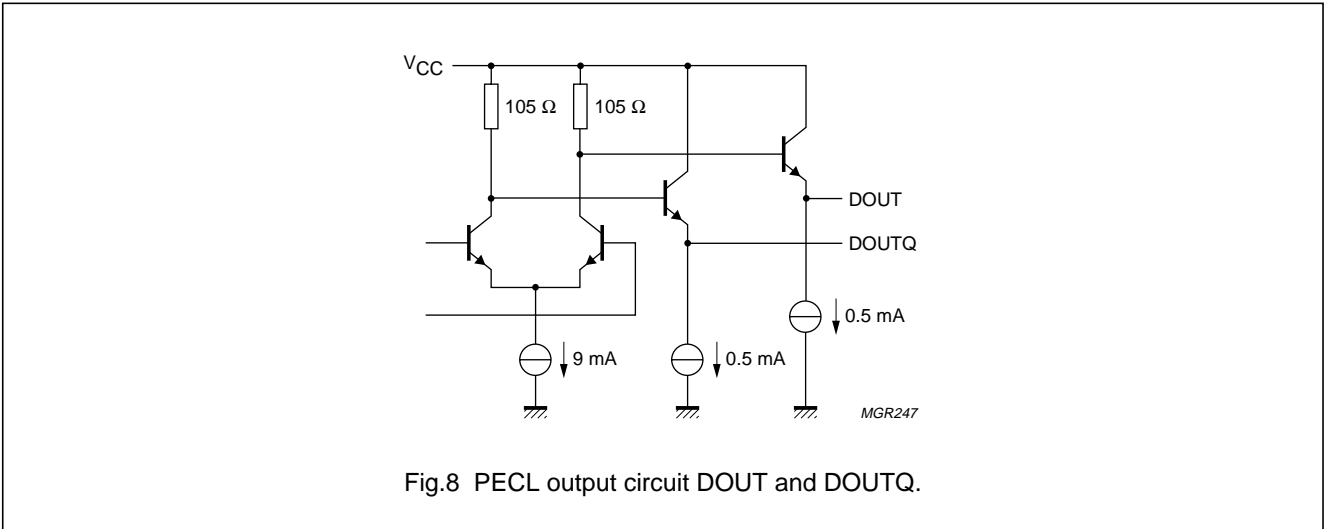 VCC
105 Ω 105 Ω
DOUT
DOUTQ
0.5 mA
9 mA 0.5 mA
MGR247
Fig.8 PECL output circuit DOUT and DOUTQ.